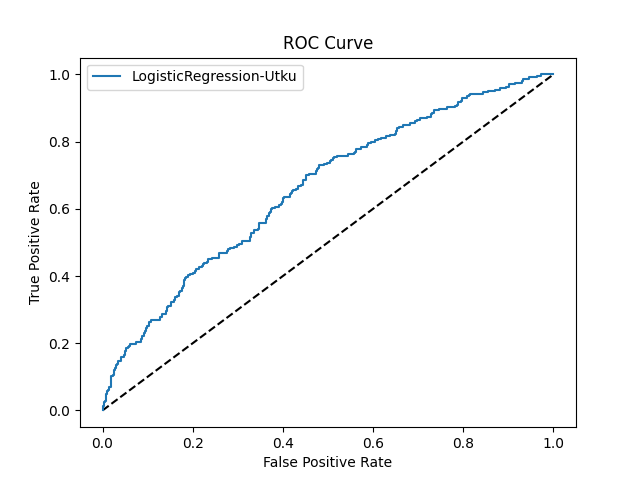 ROC Curve
LogisticRegression-Utku
1.0
0.8
0.6
0.4
0.2
0.0
True Positive Rate
0.0 0.2 0.4 0.6 0.8 1.0
False Positive Rate